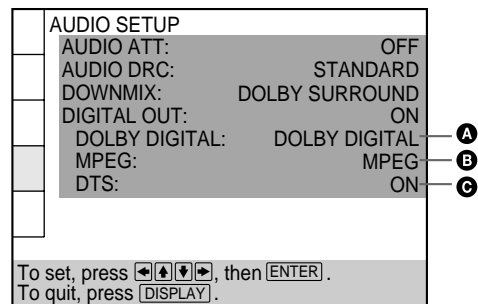 AUDIO SETUP
AUDIO ATT: OFF
AUDIO DRC: STANDARD
DOWNMIX: DOLBY SURROUND
DIGITAL OUT: ON
DOLBY DIGITAL: DOLBY DIGITAL A
MPEG: MPEG B
DTS: ON C
To set, press ←↑↓→, then ENTER.
To quit, press DISPLAY.